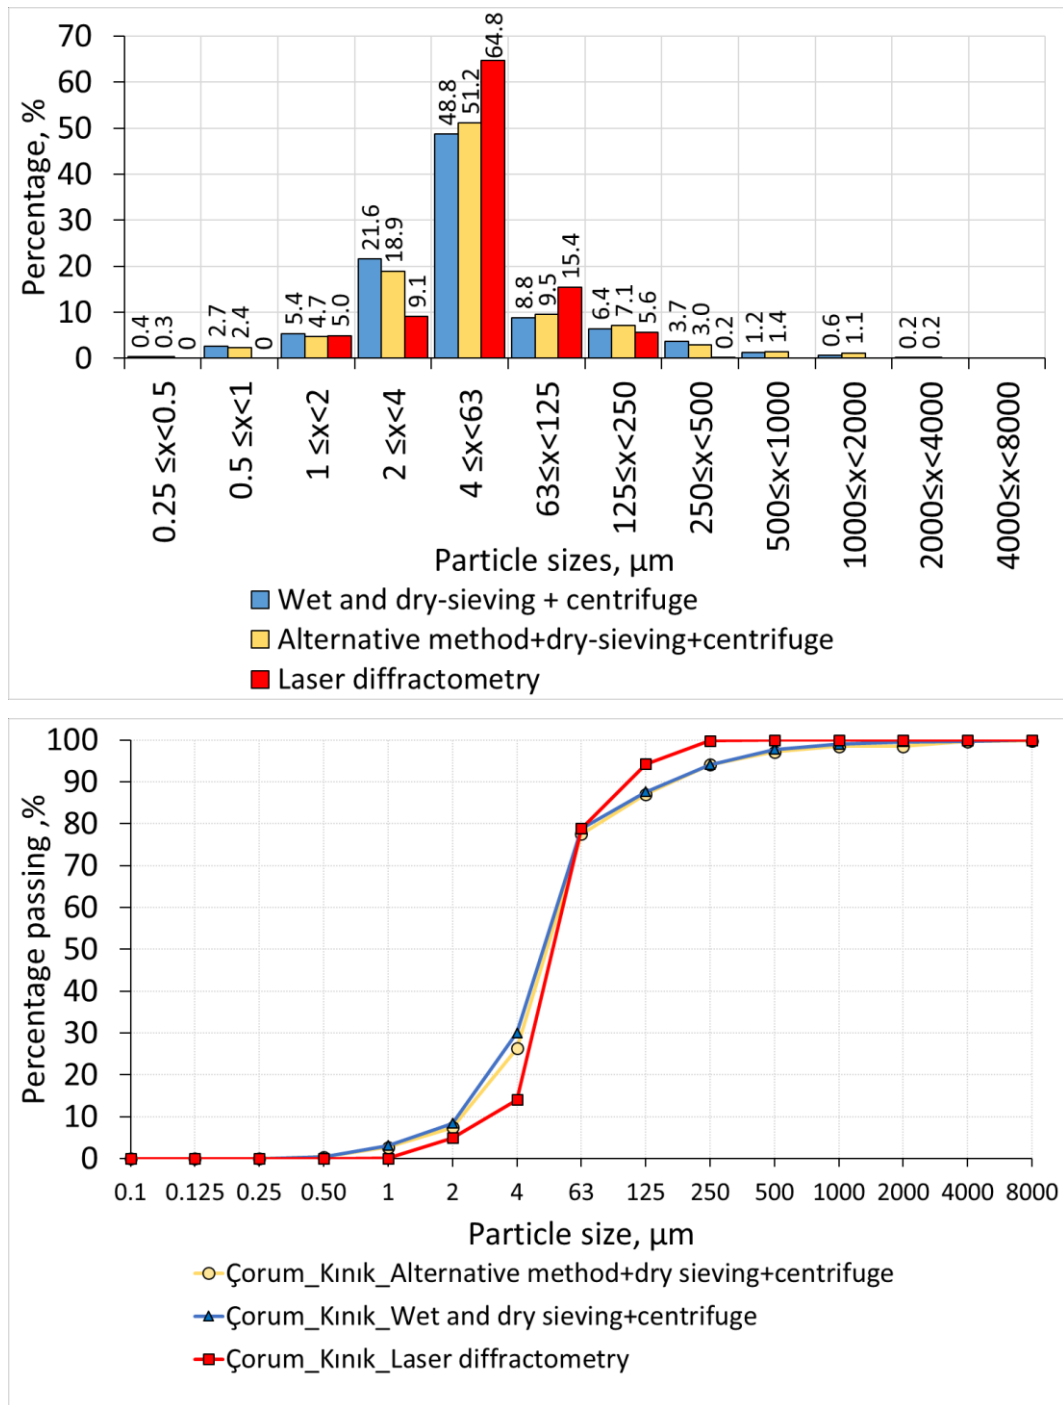 Percentage, %
70
60
50
40
30
20
10
0
0.4
0.3
0
2.7
2.4
0
5.4
4.7
5.0
21.6
18.9
9.1
48.8
51.2
64.8
8.8
9.5
15.4
6.4
7.1
5.6
3.7
3.0
0.2
1.2
1.4
0.6
1.1
0.2
0.2
0.25 ≤x<0.5
0.5 ≤x<1
1 ≤x<2
2 ≤x<4
4 ≤x<63
63≤x<125
125≤x<250
250≤x<500
500≤x<1000
1000≤x<2000
2000≤x<4000
4000≤x<8000
Particle sizes, µm
Wet and dry-sieving + centrifuge
Alternative method+dry-sieving+centrifuge
Laser diffractometry
Percentage passing ,%
100
90
80
70
60
50
40
30
20
10
0
0.1 0.125 0.25 0.50 1 2 4 63 125 250 500 1000 2000 4000 8000
Particle size, µm
Çorum_Kınık_Alternative method+dry sieving+centrifuge
Çorum_Kınık_Wet and dry sieving+centrifuge
Çorum_Kınık_Laser diffractometry